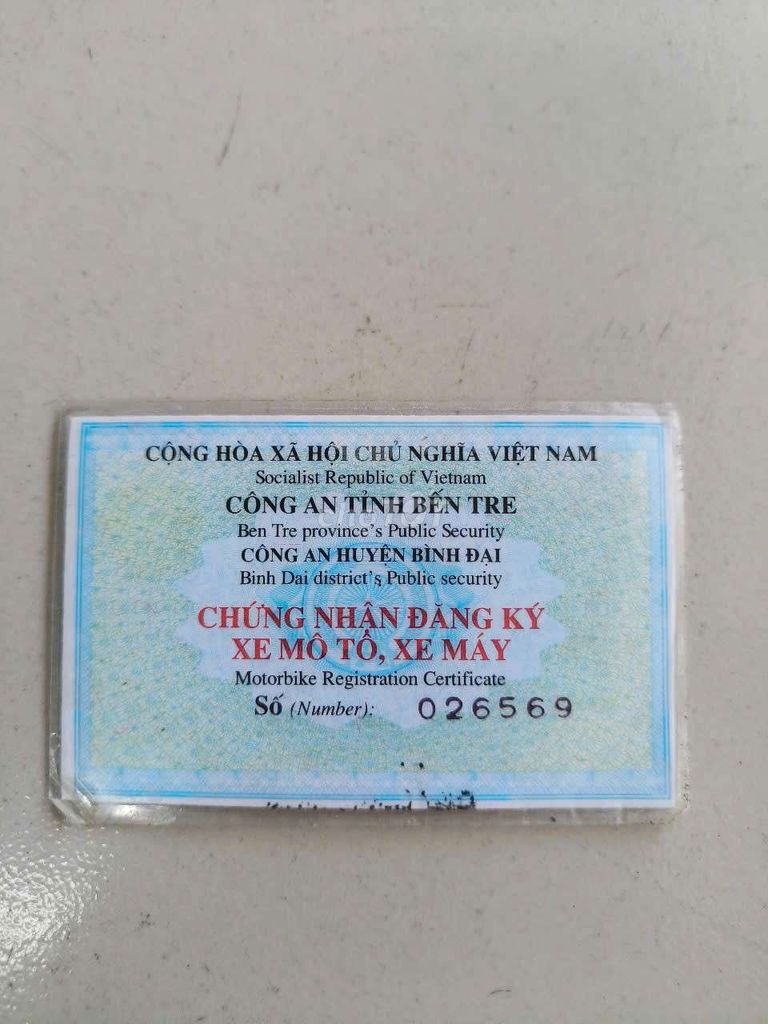 CỘNG HÒA XÃ HỘI CHỦ NGHĨA VIỆT NAM
Socialist Republic of Vietnam
CÔNG AN TỈNH BẾN TRE
Ben Tre province's Public Security
CÔNG AN HUYỆN BÌNH ĐẠI
Binh Dai district's Public security
CHỨNG NHẬN ĐĂNG KÝ
XE MÔ TÔ, XE MÁY
Motorbike Registration Certificate
Số (Number): 026569